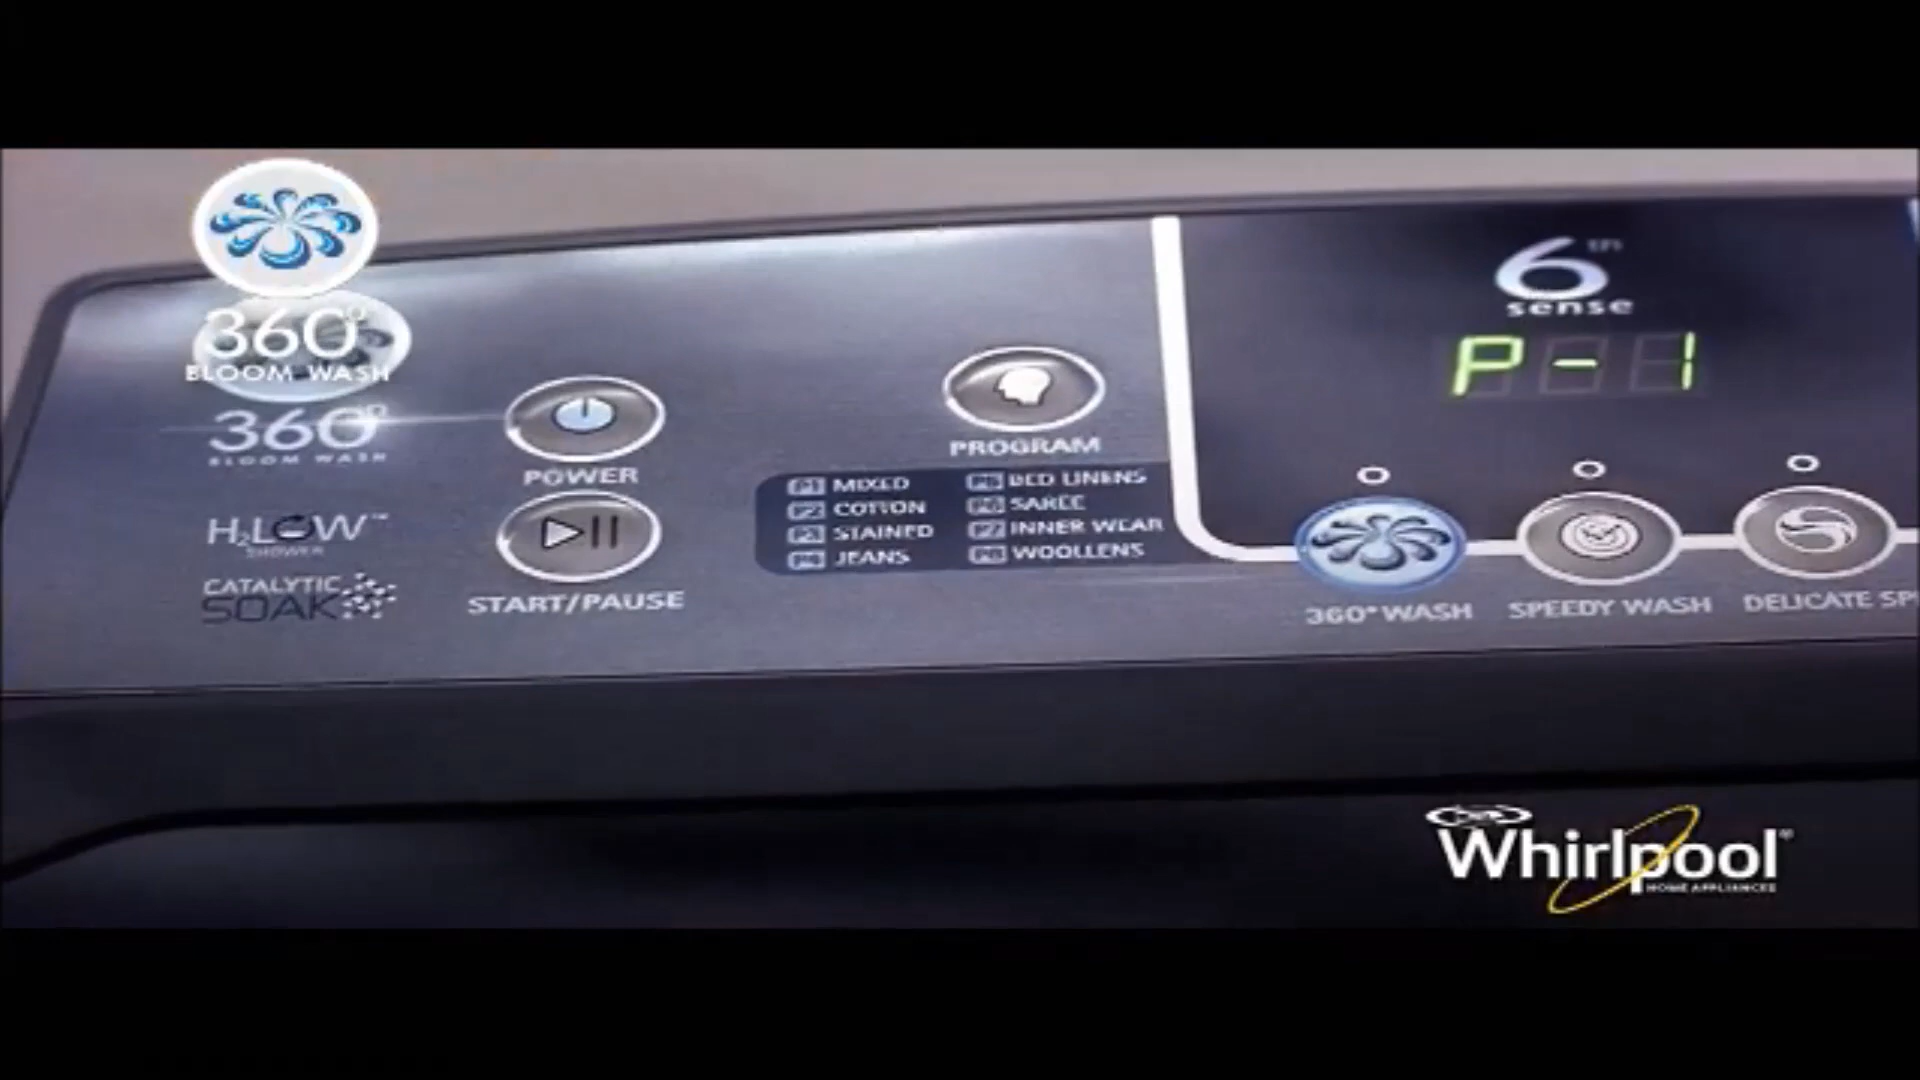 360°
BLOOM WASH
360°
BLOOM WASH
H2LOW™
SHOWER
CATALYTIC
SOAK
POWER
START/PAUSE
PROGRAM
P1 MIXED
P2 COTTON
P3 STAINED
P4 JEANS
P5 BED LINENS
P6 SAREE
P7 INNER WEAR
P8 WOOLLENS
6TH
sense
P-1
360° WASH
SPEEDY WASH
DELICATE SP
Whirlpool®
HOME APPLIANCES